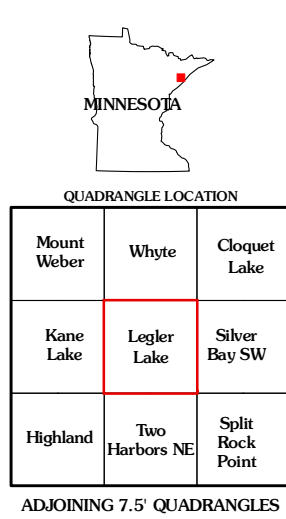 MINNESOTA
QUADRANGLE LOCATION
Mount
Weber
Whyte
Cloquet
Lake
Kane
Lake
Legler
Lake
Silver
Bay SW
Highland
Two
Harbors NE
Split
Rock
Point
ADJOINING 7.5' QUADRANGLES